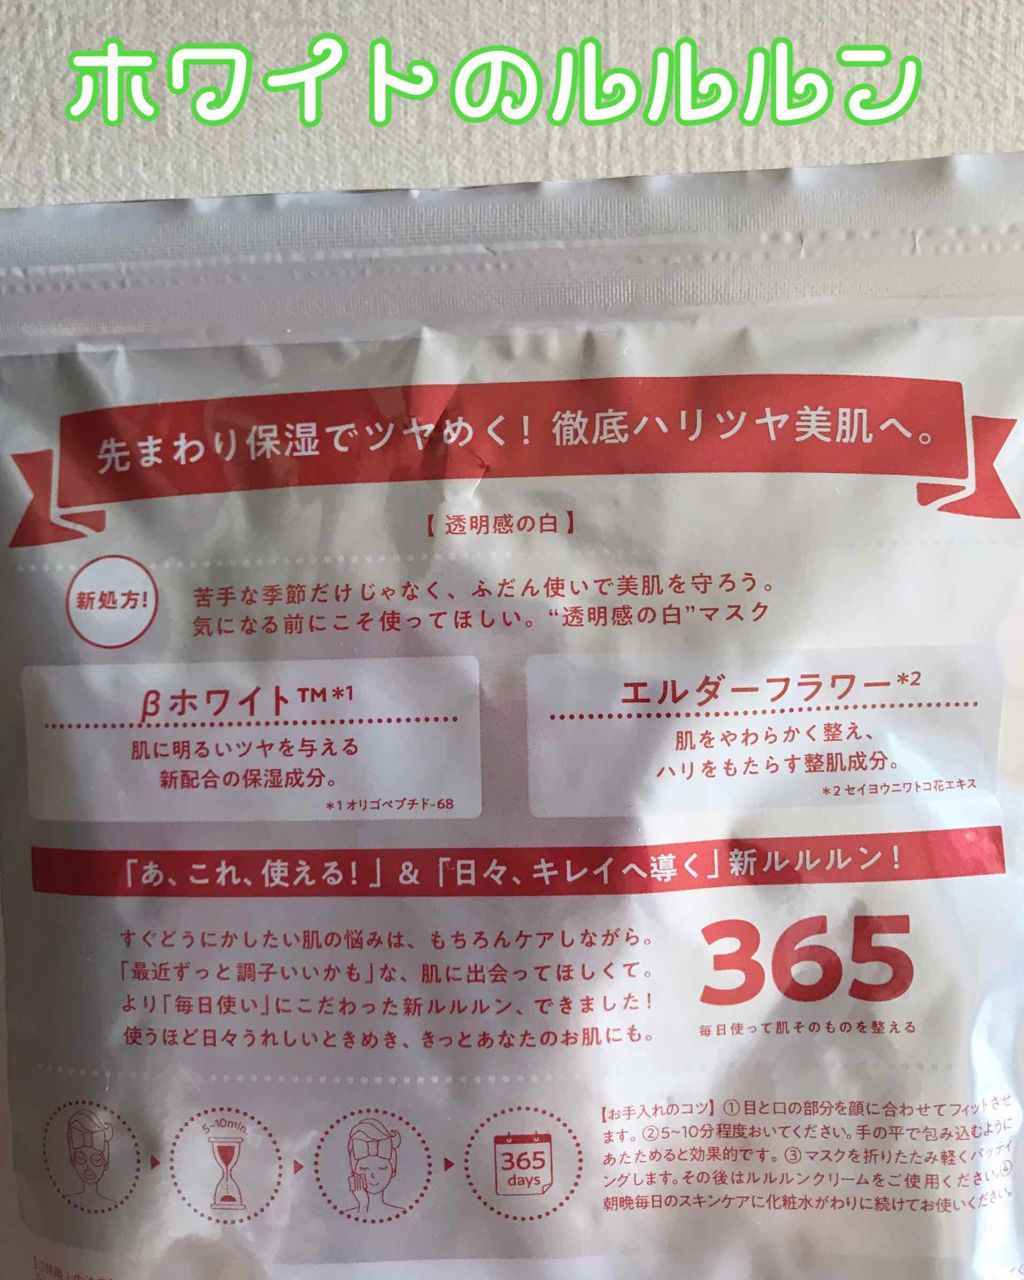 ホワイトのルルルン
先まわり保湿でツヤめく！徹底ハリツヤ美肌へ。
【透明感の白】
新処方!
苦手な季節だけじゃなく、ふだん使いで美肌を守ろう。
気になる前にこそ使ってほしい。“透明感の白”マスク
βホワイト™*1
肌に明るいツヤを与える
新配合の保湿成分。
*1 オリゴペプチド-68
エルダーフラワー*2
肌をやわらかく整え、
ハリをもたらす整肌成分。
*2 セイヨウニワトコ花エキス
「あ、これ、使える！」&「日々、キレイへ導く」新ルルルン！
すぐどうにかしたい肌の悩みは、もちろんケアしながら。
「最近ずっと調子いいかも」な、肌に出会ってほしくて。
より「毎日使い」にこだわった新ルルルン、できました！
使うほど日々うれしいときめき、きっとあなたのお肌にも。
365
毎日使って肌そのものを整える
5~10min.
365
days
【お手入れのコツ】①目と口の部分を顔に合わせてフィットさせ
ます。②5~10分程度おいてください。手の平で包み込むように
あたためると効果的です。③マスクを折りたたみ軽くパッティ
ングします。その後はルルルンクリームをご使用ください。④
朝晩毎日のスキンケアに化粧水がわりに続けてお使いください。